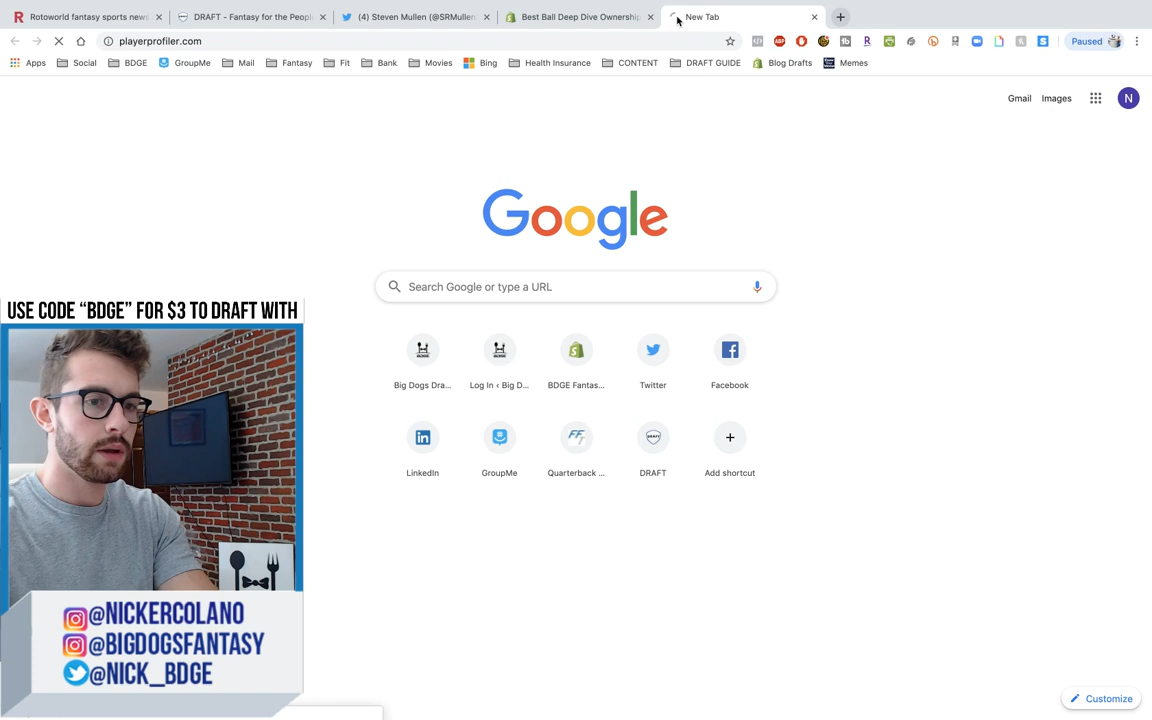 Rotoworld fantasy sports news
DRAFT - Fantasy for the Peopl
(4) Steven Mullen (@SRMullen
Best Ball Deep Dive Ownership
New Tab
playerprofiler.com
Paused
Apps
Social
BDGE
GroupMe
Mail
Fantasy
Fit
Bank
Movies
Bing
Health Insurance
CONTENT
DRAFT GUIDE
Blog Drafts
Memes
Gmail
Images
N
Google
Search Google or type a URL
Big Dogs Dra...
Log In ‹ Big D...
BDGE Fantas...
Twitter
Facebook
LinkedIn
GroupMe
Quarterback ...
DRAFT
Add shortcut
USE CODE “BDGE” FOR $3 TO DRAFT WITH
@NICKERCOLANO
@BIGDOGSFANTASY
@NICK_BDGE
Customize